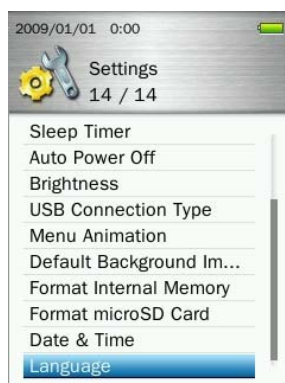 2009/01/01 0:00
Settings
14 / 14
Sleep Timer
Auto Power Off
Brightness
USB Connection Type
Menu Animation
Default Background Im...
Format Internal Memory
Format microSD Card
Date & Time
Language